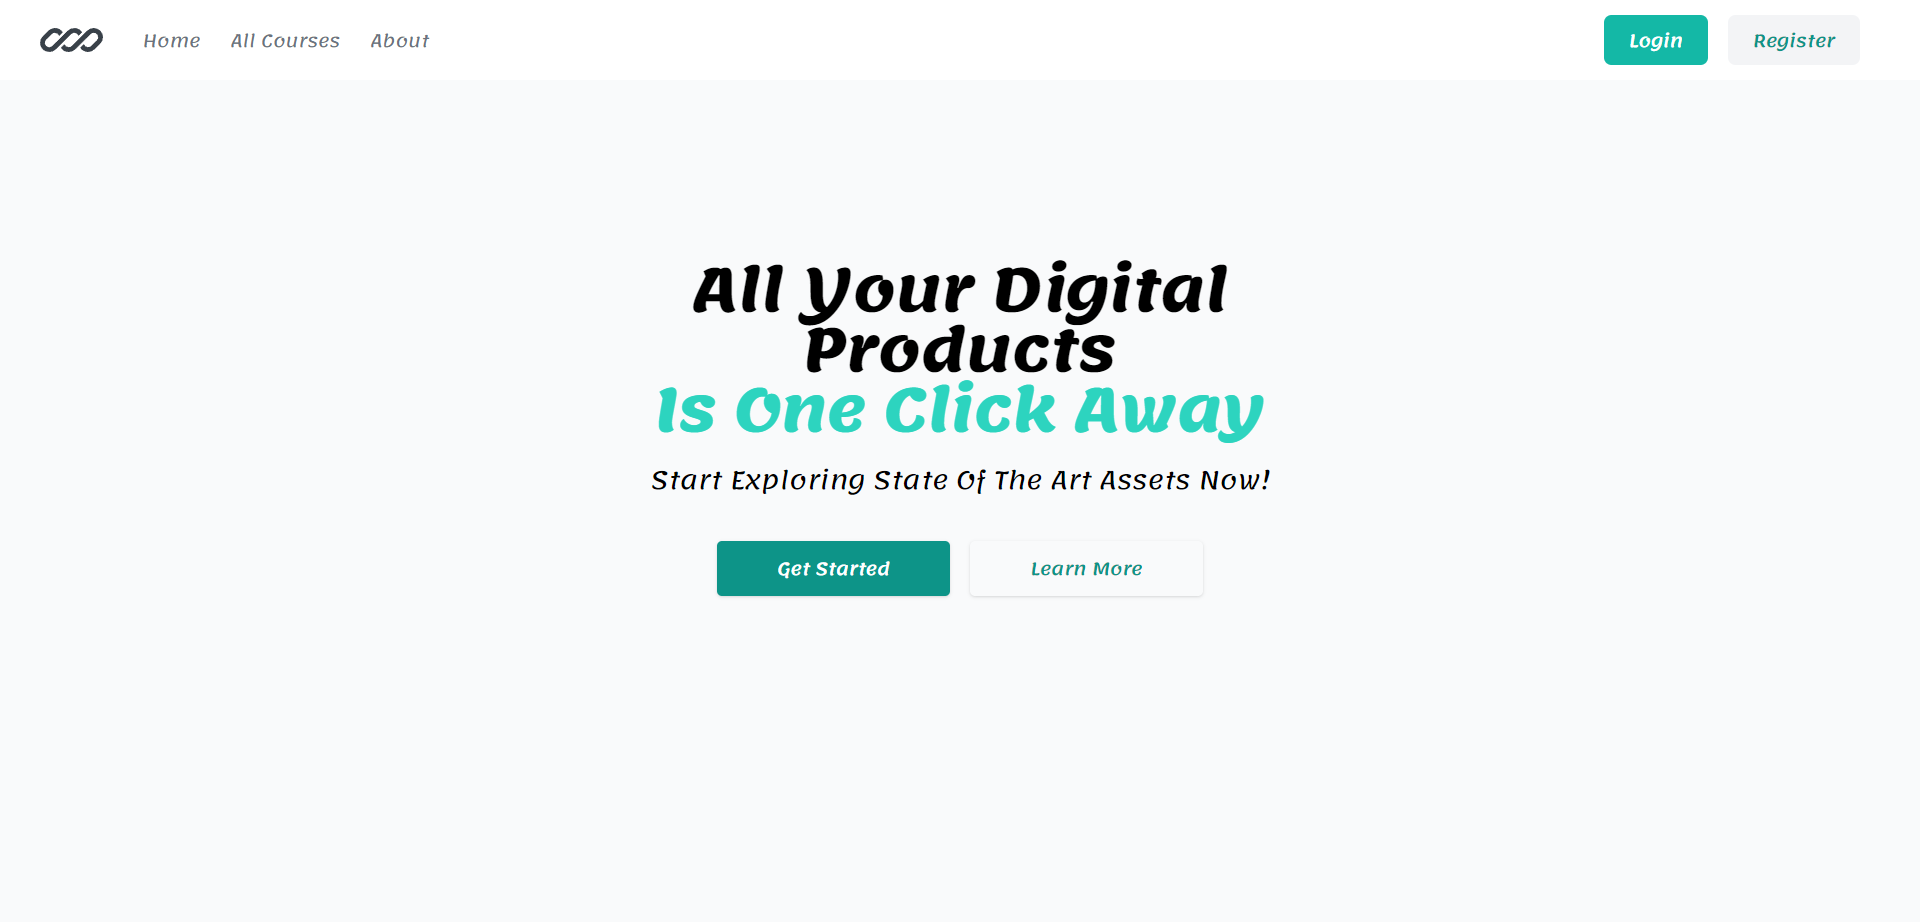 Home
All Courses
About
Login
Register
All Your Digital
Products
Is One Click Away
Start Exploring State Of The Art Assets Now!
Get Started
Learn More